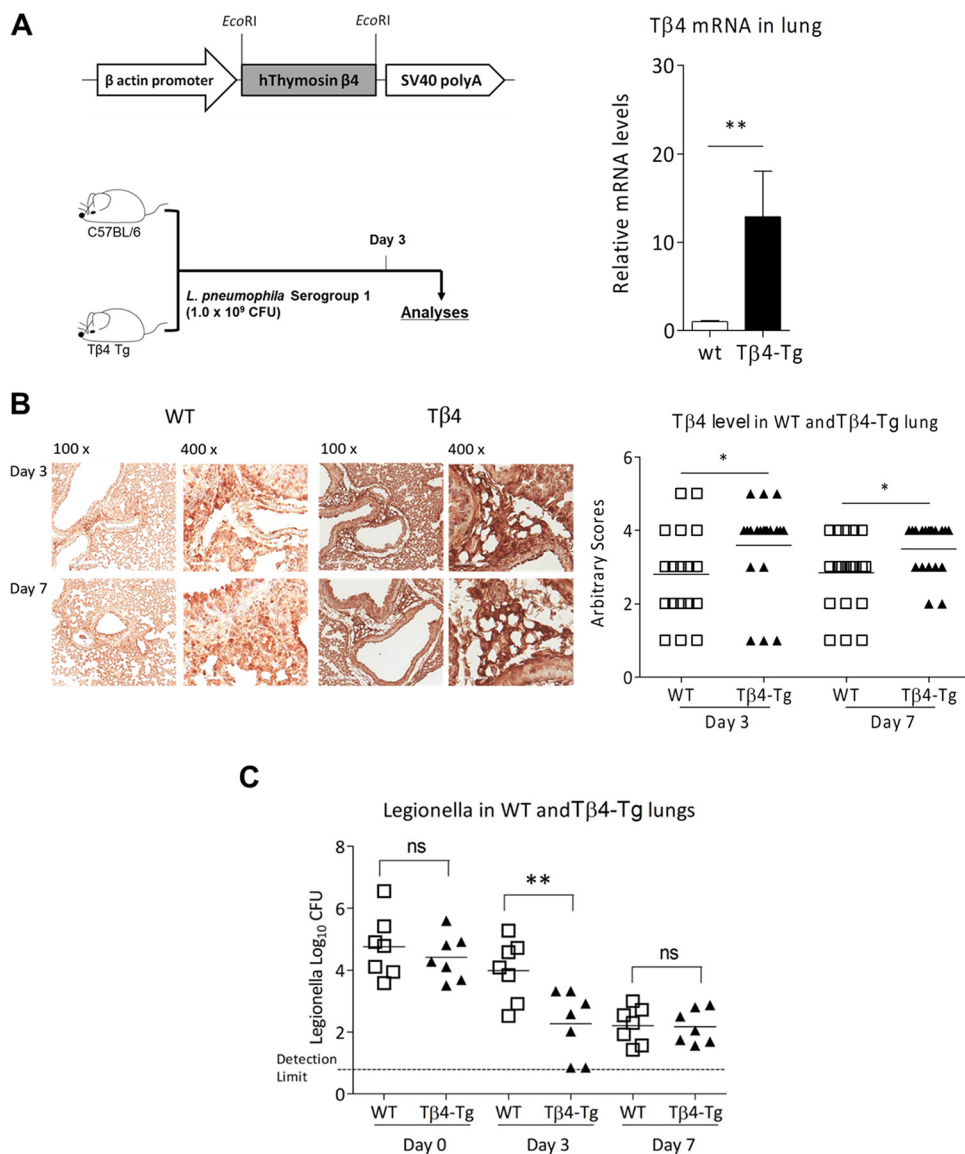 A
EcoRI
EcoRI
β actin promoter
hThymosin β4
SV40 polyA
C57BL/6
Day 3
L. pneumophila Serogroup 1
(1.0 x 10⁹ CFU)
Analyses
Tβ4 Tg
Tβ4 mRNA in lung
Relative mRNA levels
30
20
10
0
**
wt
Tβ4-Tg
B
WT
Tβ4
100 x
400 x
100 x
400 x
Day 3
Day 7
Tβ4 level in WT andTβ4-Tg lung
Arbitrary Scores
6
4
2
0
*
*
WT
Tβ4-Tg
WT
Tβ4-Tg
Day 3
Day 7
C
Legionella in WT andTβ4-Tg lungs
Legionella Log₁₀ CFU
8
6
4
2
0
Detection
Limit
ns
**
ns
WT
Tβ4-Tg
WT
Tβ4-Tg
WT
Tβ4-Tg
Day 0
Day 3
Day 7